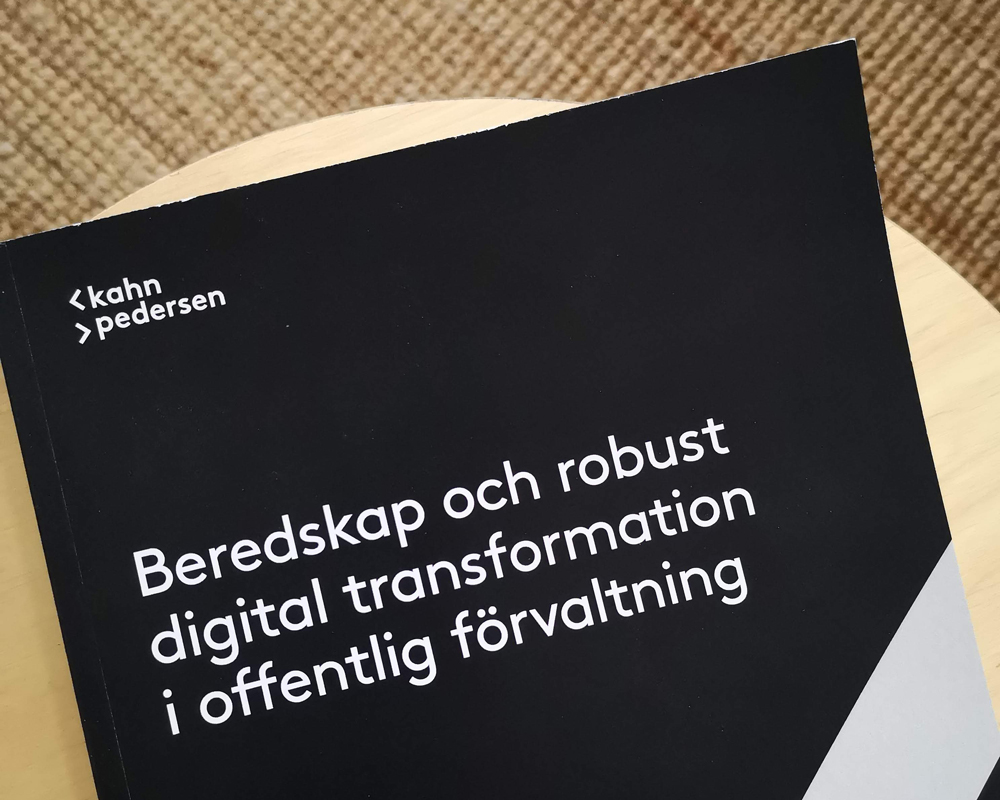 <kahn
>pedersen
Beredskap och robust
digital transformation
i offentlig förvaltning